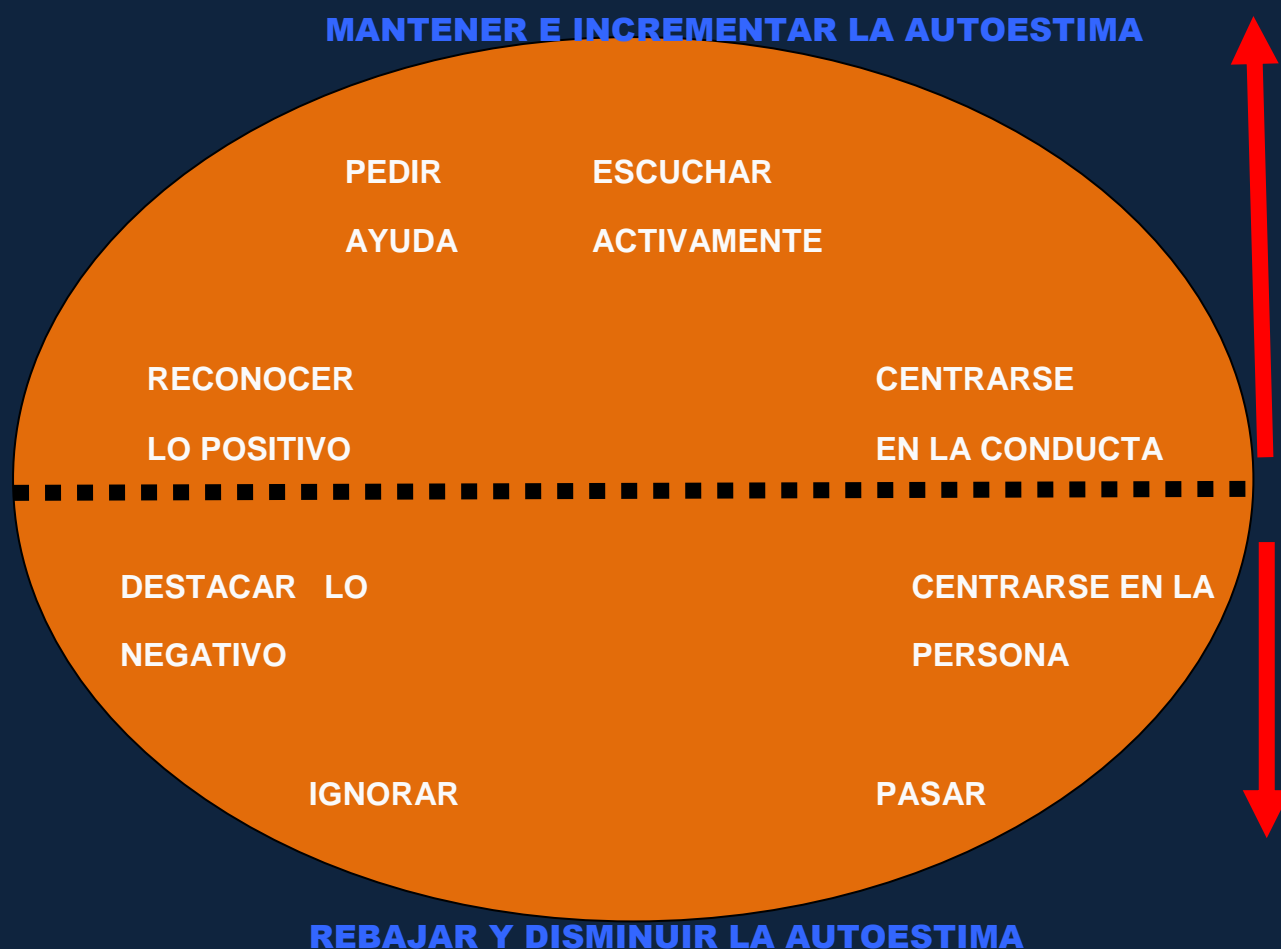 MANTENER E INCREMENTAR LA AUTOESTIMA
PEDIR ESCUCHAR
AYUDA ACTIVAMENTE
RECONOCER CENTRARSE
LO POSITIVO EN LA CONDUCTA
DESTACAR LO CENTRARSE EN LA
NEGATIVO PERSONA
IGNORAR PASAR
REBAJAR Y DISMINUIR LA AUTOESTIMA